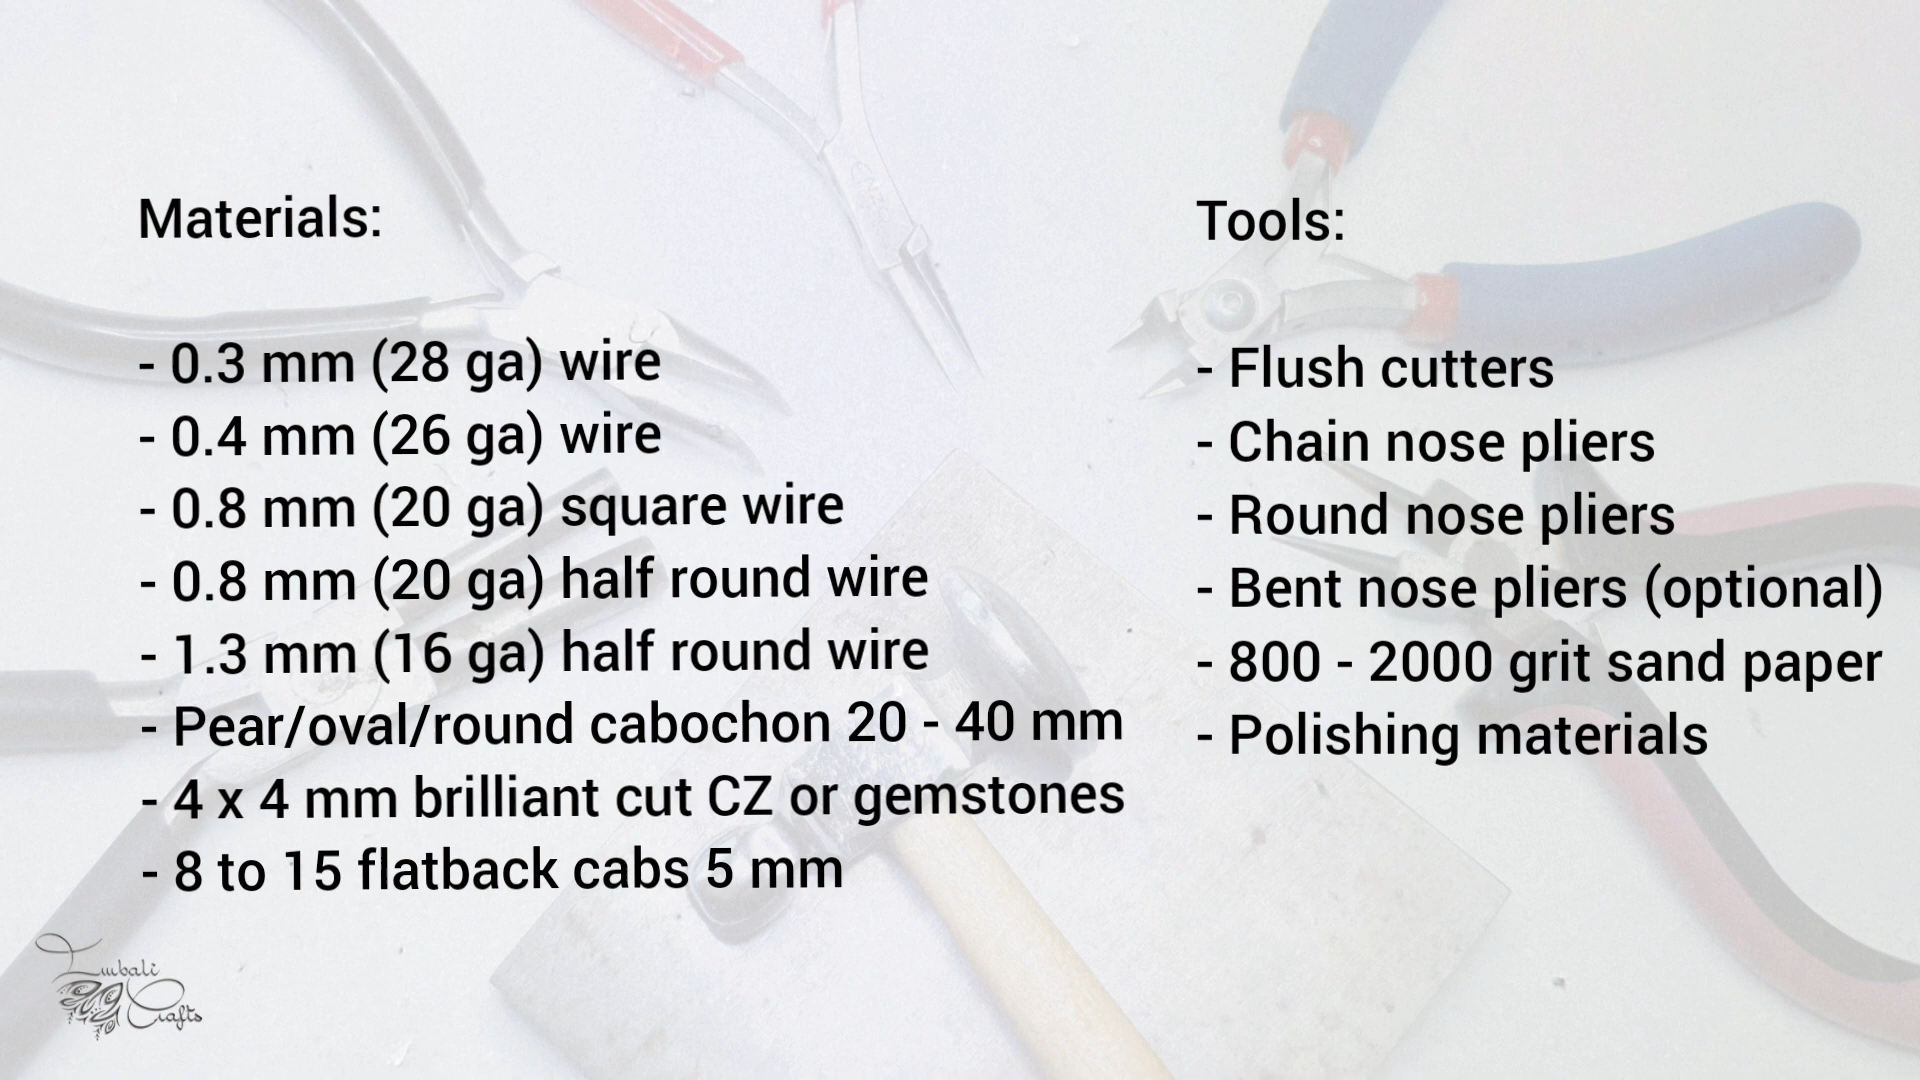 Materials:
- 0.3 mm (28 ga) wire
- 0.4 mm (26 ga) wire
- 0.8 mm (20 ga) square wire
- 0.8 mm (20 ga) half round wire
- 1.3 mm (16 ga) half round wire
- Pear/oval/round cabochon 20 - 40 mm
- 4 x 4 mm brilliant cut CZ or gemstones
- 8 to 15 flatback cabs 5 mm
Tools:
- Flush cutters
- Chain nose pliers
- Round nose pliers
- Bent nose pliers (optional)
- 800 - 2000 grit sand paper
- Polishing materials
Imbali
Crafts